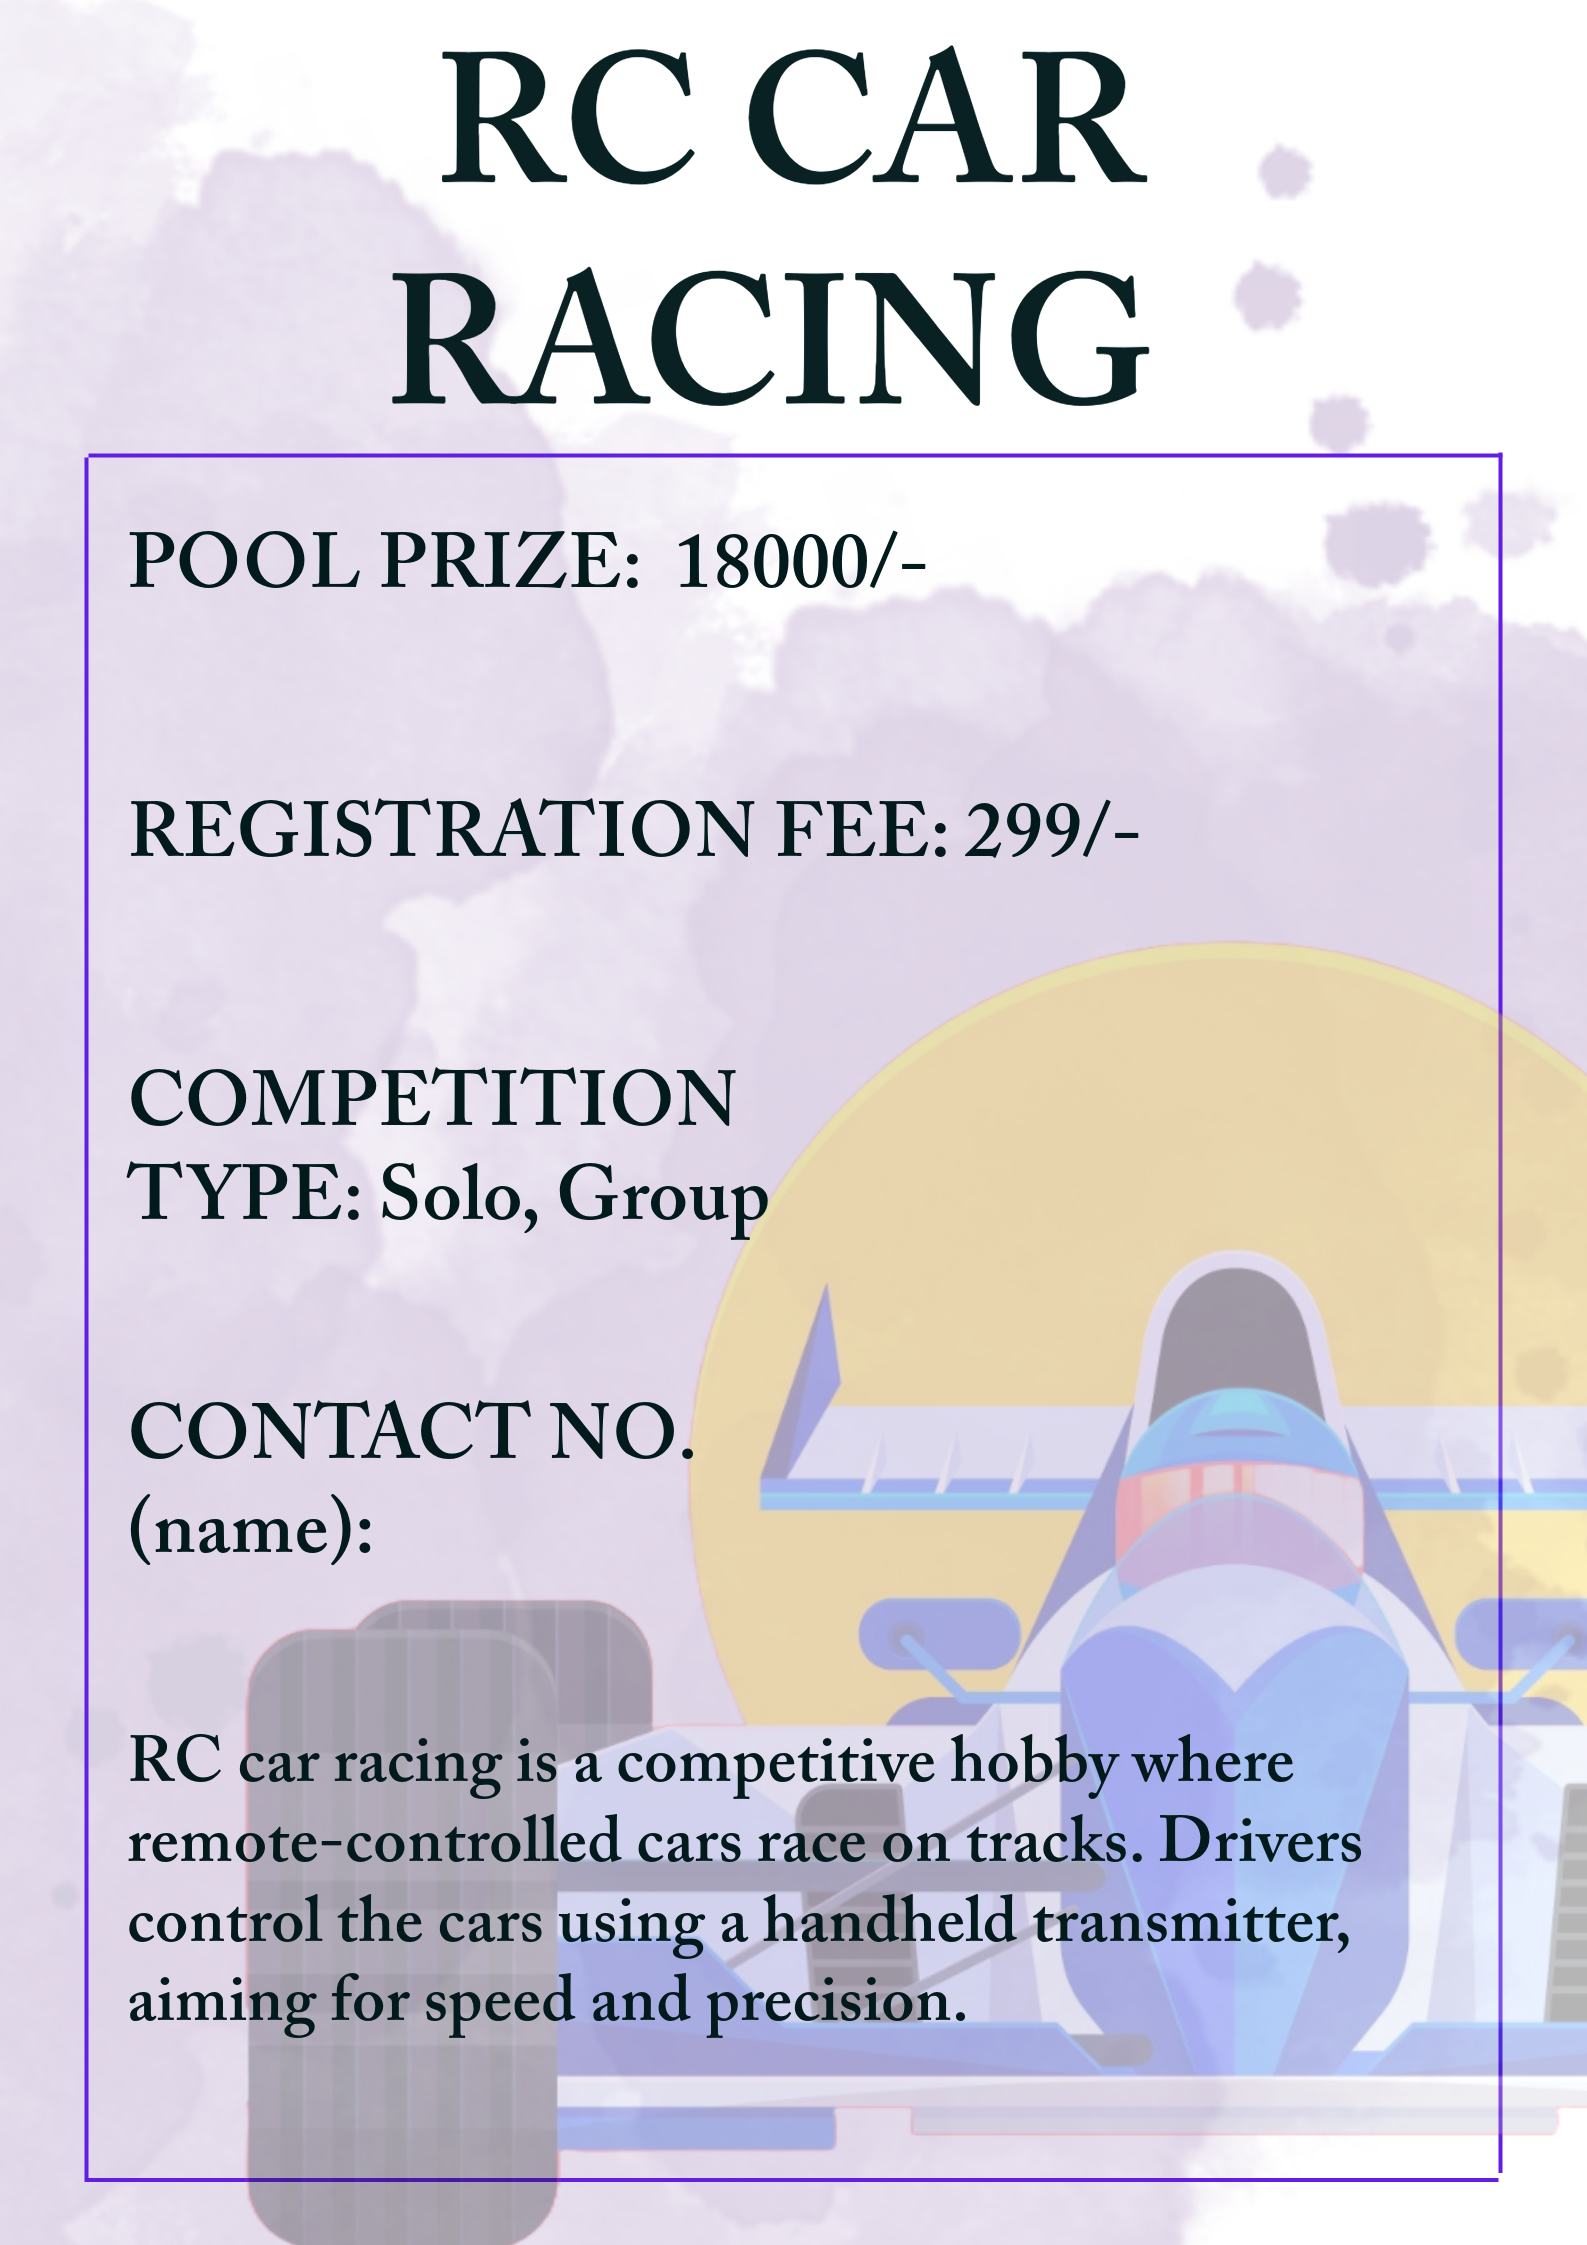 RC CAR
RACING
POOL PRIZE: 18000/-
REGISTRATION FEE: 299/-
COMPETITION
TYPE: Solo, Group
CONTACT NO.
(name):
RC car racing is a competitive hobby where
remote-controlled cars race on tracks. Drivers
control the cars using a handheld transmitter,
aiming for speed and precision.